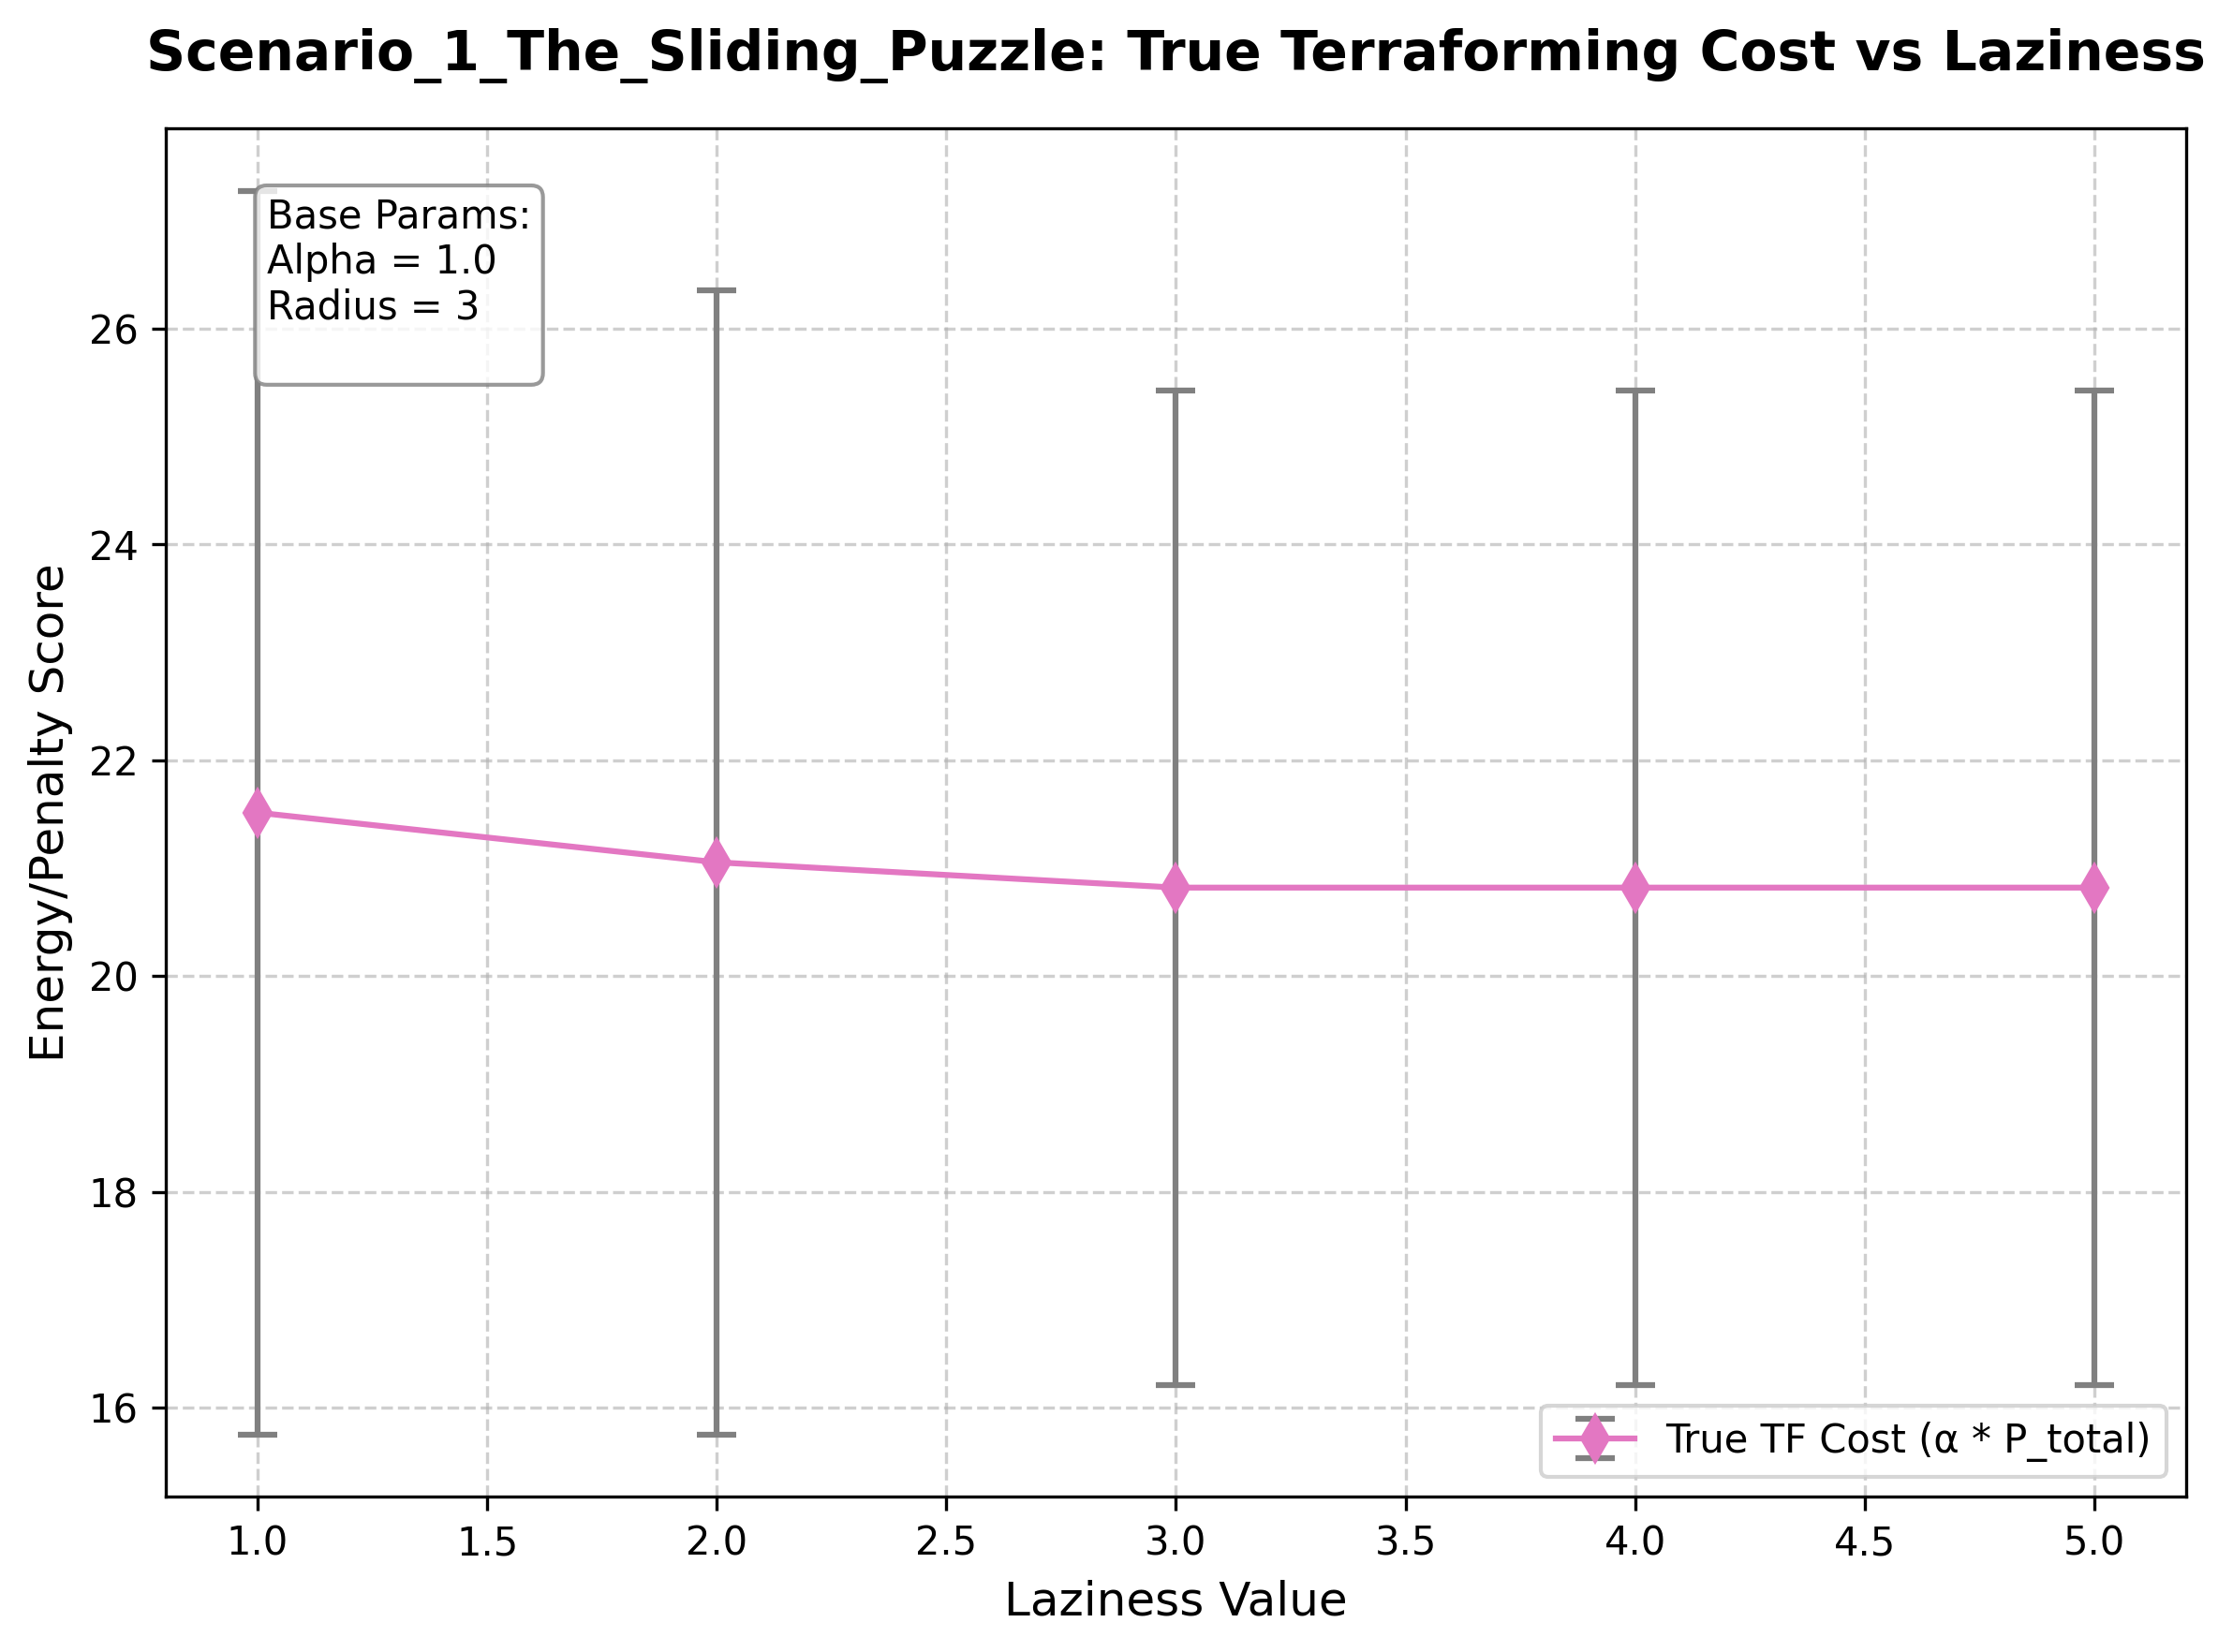 Scenario_1_The_Sliding_Puzzle: True Terraforming Cost vs Laziness
Base Params:
Alpha = 1.0
Radius = 3
Energy/Penalty Score
26
24
22
20
18
16
True TF Cost (α * P_total)
1.0 1.5 2.0 2.5 3.0 3.5 4.0 4.5 5.0
Laziness Value